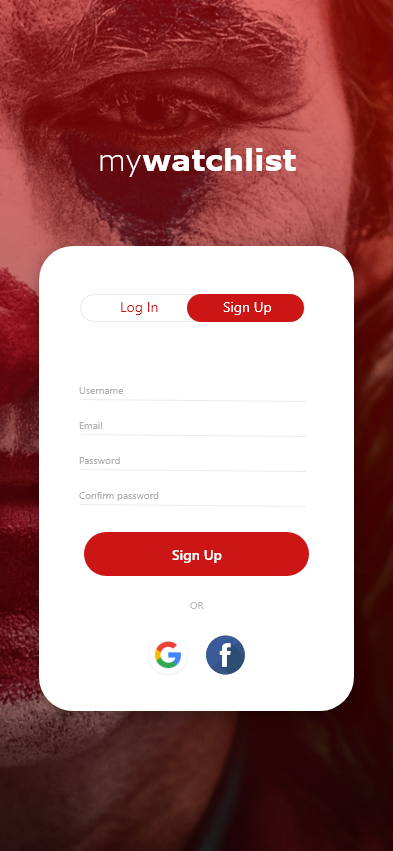 mywatchlist
Log In Sign Up
Username
Email
Password
Confirm password
Sign Up
OR
G f